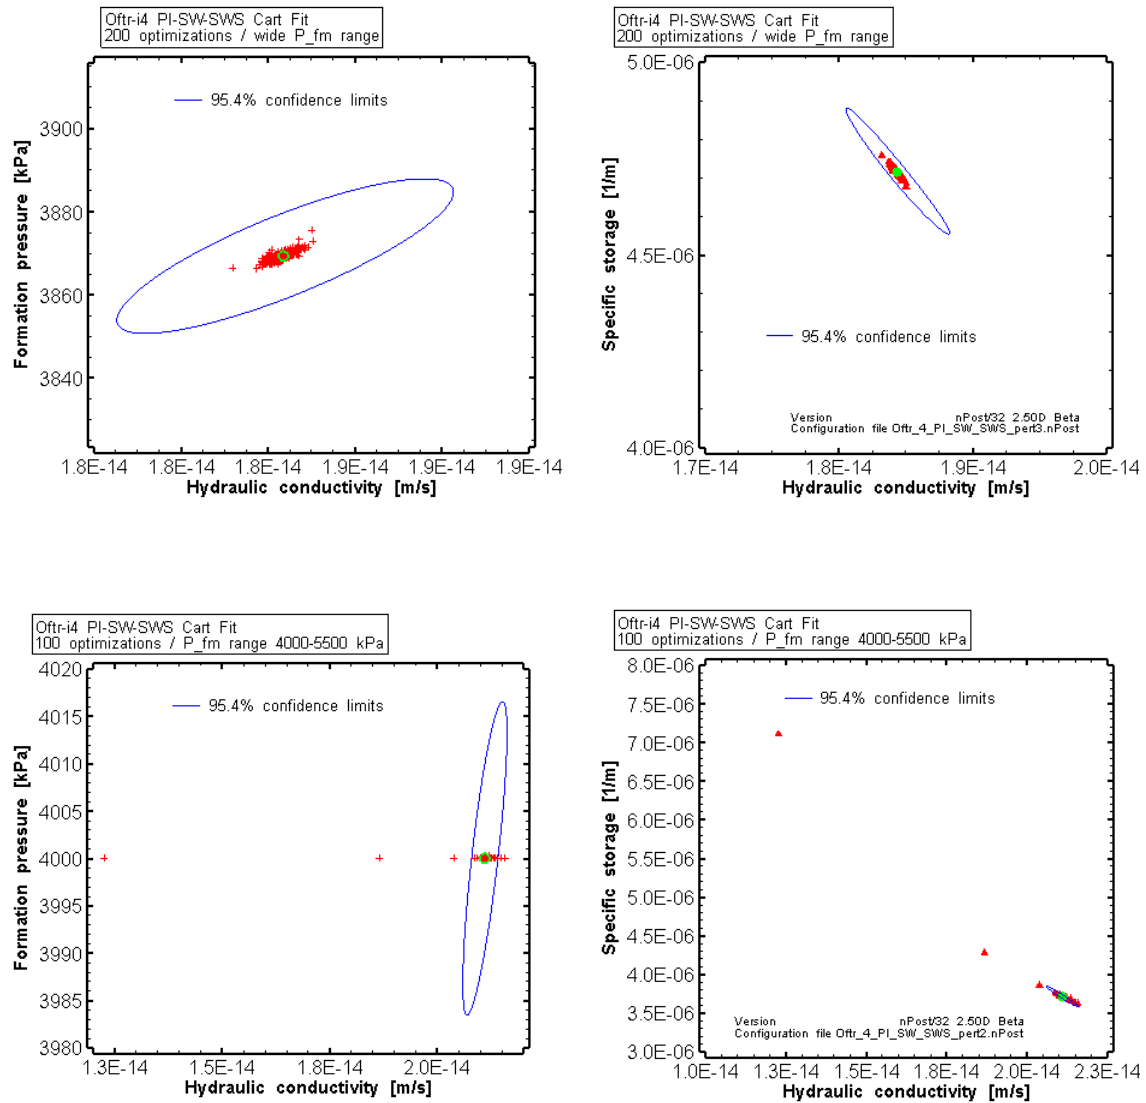 Oftr-i4 PI-SW-SWS Cart Fit
200 optimizations / wide P_fm range
95.4% confidence limits
3900
3880
3860
3840
Formation pressure [kPa]
1.8E-14 1.8E-14 1.8E-14 1.9E-14 1.9E-14 1.9E-14
Hydraulic conductivity [m/s]
Oftr-i4 PI-SW-SWS Cart Fit
200 optimizations / wide P_fm range
5.0E-06
4.5E-06
4.0E-06
Specific storage [1/m]
95.4% confidence limits
Version nPost/32 2.50D Beta
Configuration file Oftr_4_PI_SW_SWS_pert3.nPost
1.7E-14 1.8E-14 1.9E-14 2.0E-14
Hydraulic conductivity [m/s]
Oftr-i4 PI-SW-SWS Cart Fit
100 optimizations / P_fm range 4000-5500 kPa
95.4% confidence limits
4020
4015
4010
4005
4000
3995
3990
3985
3980
Formation pressure [kPa]
1.3E-14 1.5E-14 1.8E-14 2.0E-14
Hydraulic conductivity [m/s]
Oftr-i4 PI-SW-SWS Cart Fit
100 optimizations / P_fm range 4000-5500 kPa
95.4% confidence limits
8.0E-06
7.5E-06
7.0E-06
6.0E-06
6.0E-06
5.5E-06
5.0E-06
4.5E-06
4.0E-06
3.5E-06
3.0E-06
Specific storage [1/m]
Version nPost/32 2.50D Beta
Configuration file Oftr_4_PI_SW_SWS_pert2.nPost
1.0E-14 1.3E-14 1.5E-14 1.8E-14 2.0E-14 2.3E-14
Hydraulic conductivity [m/s]